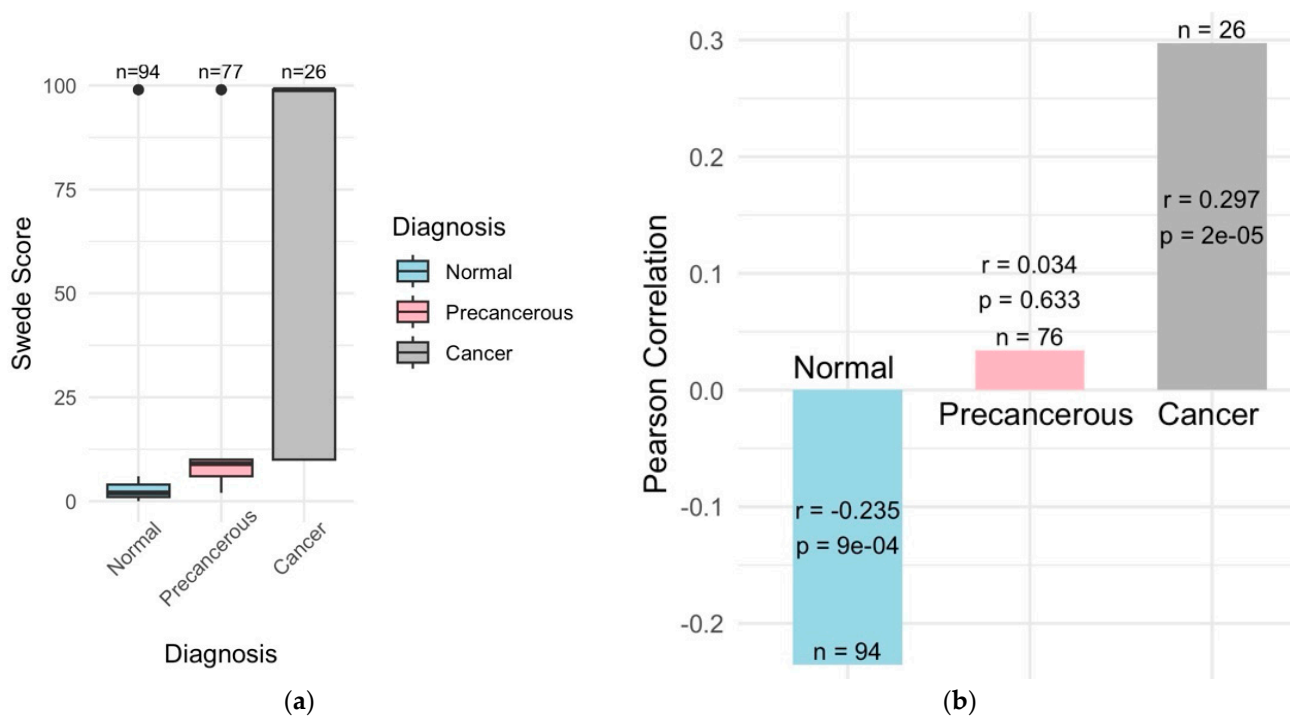 n=94 n=77 n=26
100
75
50
25
0
Swede Score
Normal
Precancerous
Cancer
Diagnosis
Diagnosis
Normal
Precancerous
Cancer
(a)
0.3
0.2
0.1
0.0
-0.1
-0.2
Pearson Correlation
n = 26
r = 0.297
p = 2e-05
r = 0.034
p = 0.633
n = 76
Normal
Precancerous
Cancer
r = -0.235
p = 9e-04
n = 94
(b)